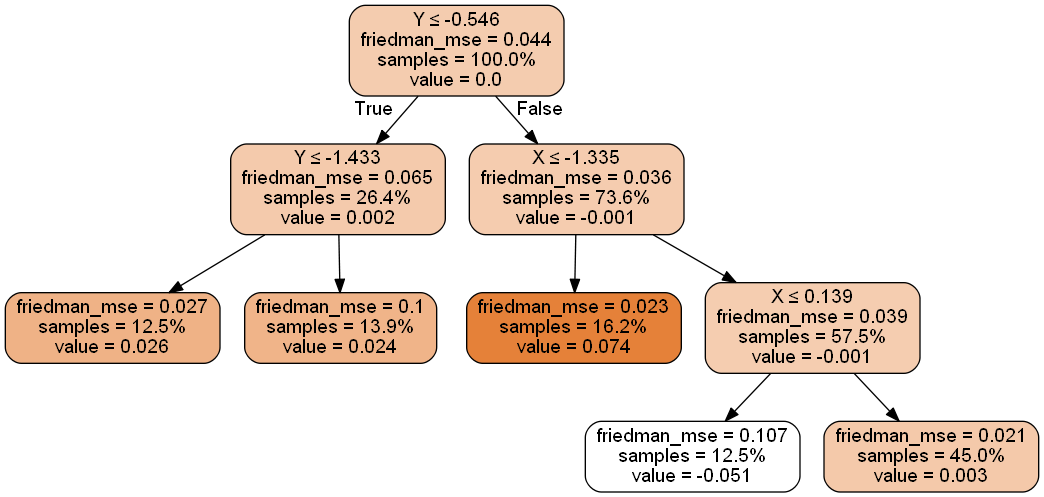 Y ≤ -0.546
friedman_mse = 0.044
samples = 100.0%
value = 0.0
True
False
Y ≤ -1.433
friedman_mse = 0.065
samples = 26.4%
value = 0.002
X ≤ -1.335
friedman_mse = 0.036
samples = 73.6%
value = -0.001
friedman_mse = 0.027
samples = 12.5%
value = 0.026
friedman_mse = 0.1
samples = 13.9%
value = 0.024
friedman_mse = 0.023
samples = 16.2%
value = 0.074
X ≤ 0.139
friedman_mse = 0.039
samples = 57.5%
value = -0.001
friedman_mse = 0.107
samples = 12.5%
value = -0.051
friedman_mse = 0.021
samples = 45.0%
value = 0.003